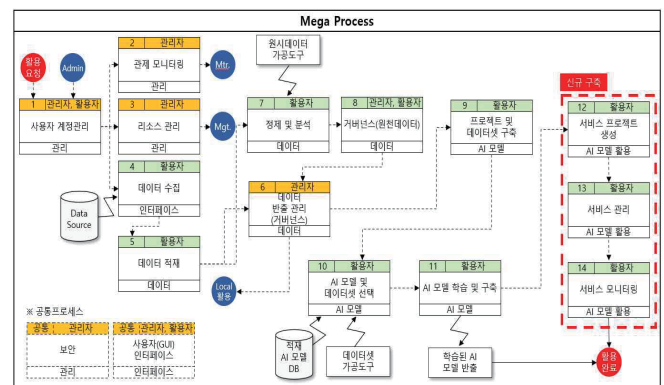 Mega Process
활용
요청
Admin
2 관리자
관제 모니터링
관리
Mtr.
원시데이터
가공도구
신규 구축
1 관리자, 활용자
사용자 계정관리
관리
3 관리자
리소스 관리
관리
Mgt.
7 활용자
정제 및 분석
데이터
8 관리자, 활용자
거버넌스(원천데이터)
데이터
9 활용자
프로젝트 및
데이터셋 구축
AI 모델
12 활용자
서비스 프로젝트
생성
AI 모델 활용
4 활용자
데이터 수집
인터페이스
Data
Source
6 관리자
데이터
반출 관리
(거버넌스)
데이터
13 활용자
서비스 관리
AI 모델 활용
5 활용자
데이터 적재
데이터
Local
활용
10 활용자
AI 모델 및
데이터셋 선택
AI 모델
11 활용자
AI 모델 학습 및 구축
AI 모델
14 활용자
서비스 모니터링
AI 모델 활용
※ 공통프로세스
공통 관리자
보안
관리
공통 관리자, 활용자
사용자(GUI)
인터페이스
인터페이스
적재
AI 모델
DB
데이터셋
가공도구
학습된 AI
모델 반출
활용
완료